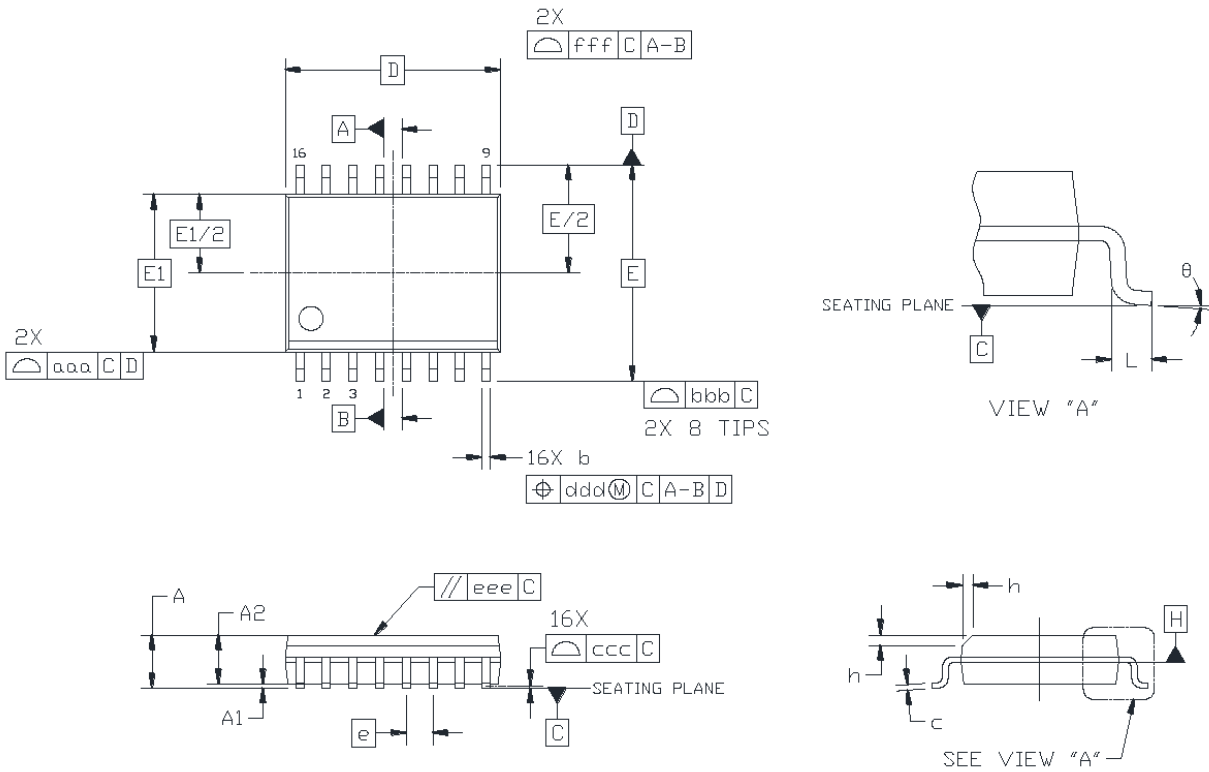 2X
fff C A-B
D
A
D
16
9
E1/2
E/2
E1
E
θ
SEATING PLANE
C
L
VIEW "A"
2X
aaa C D
1 2 3
B
bbb C
2X 8 TIPS
16X b
ddd M C A-B D
A
A2
// eee C
16X
ccc C
SEATING PLANE
A1
e
C
h
H
h
c
SEE VIEW "A"